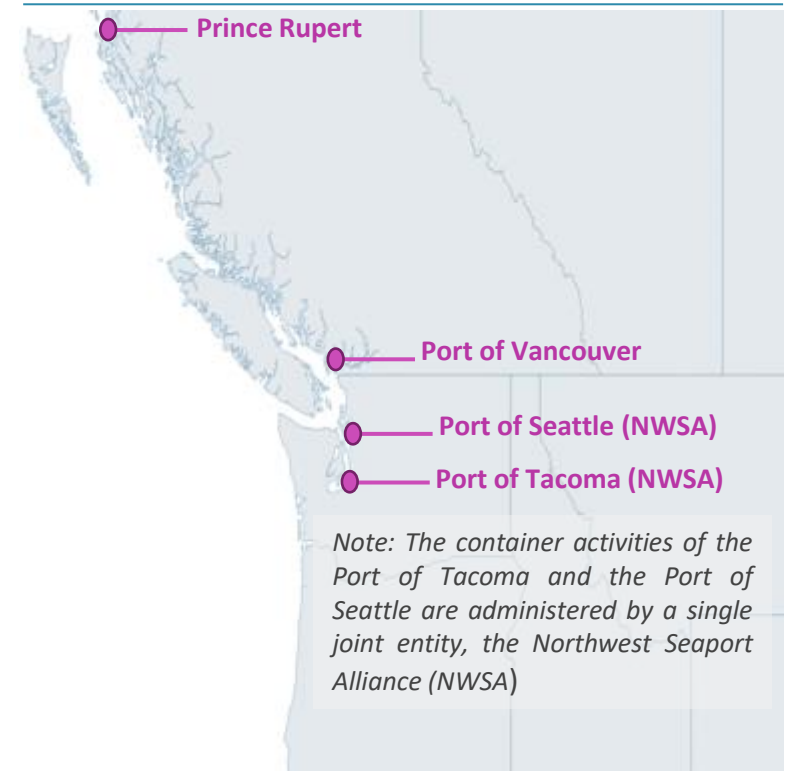 Prince Rupert
Port of Vancouver
Port of Seattle (NWSA)
Port of Tacoma (NWSA)
Note: The container activities of the
Port of Tacoma and the Port of
Seattle are administered by a single
joint entity, the Northwest Seaport
Alliance (NWSA)